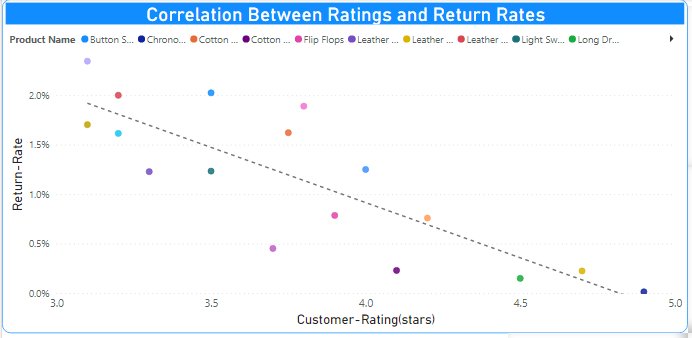 Correlation Between Ratings and Return Rates
Product Name Button S... Chrono... Cotton ... Cotton ... Flip Flops Leather ... Leather ... Leather ... Light Sw... Long Dr...
2.0%
1.5%
1.0%
0.5%
0.0%
Return-Rate
3.0 3.5 4.0 4.5 5.0
Customer-Rating(stars)